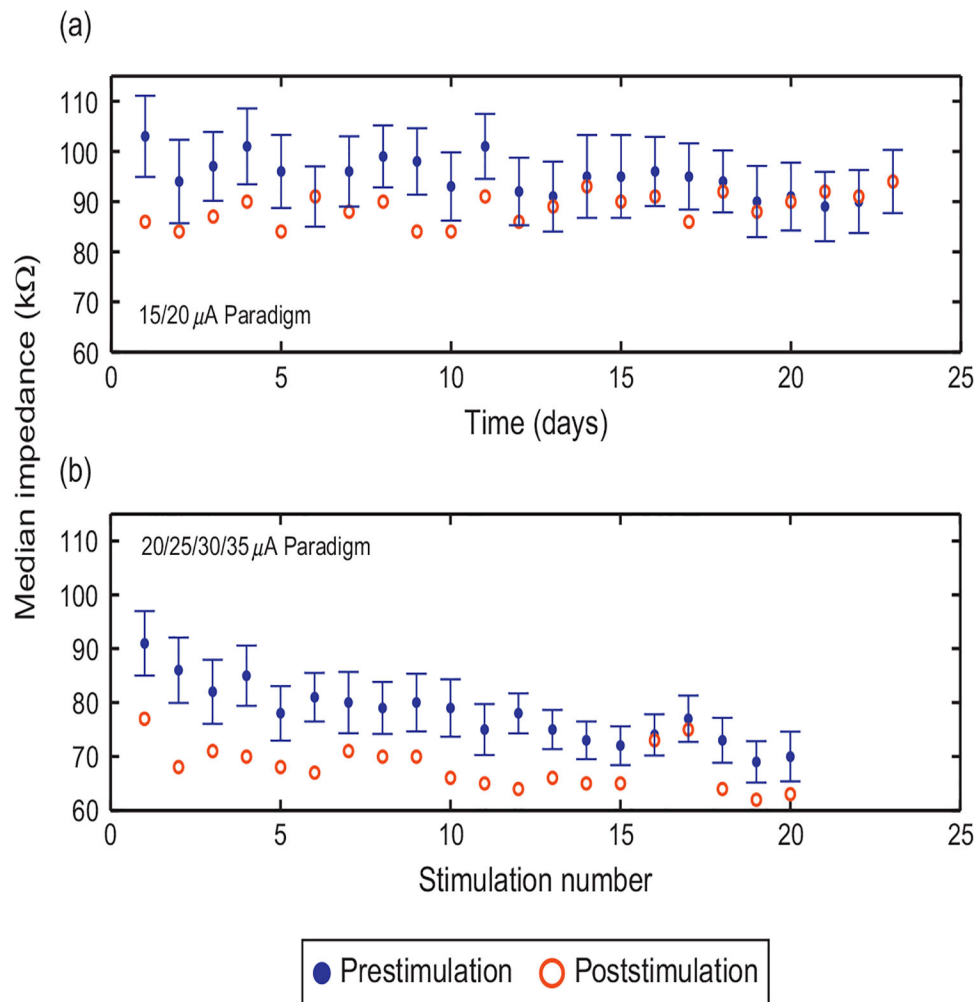 (a)
110
100
90
80
70
60
15/20 μA Paradigm
0 5 10 15 20 25
Time (days)
Median impedance (kΩ)
(b)
110
100
90
80
70
60
20/25/30/35 μA Paradigm
0 5 10 15 20 25
Stimulation number
Prestimulation Poststimulation